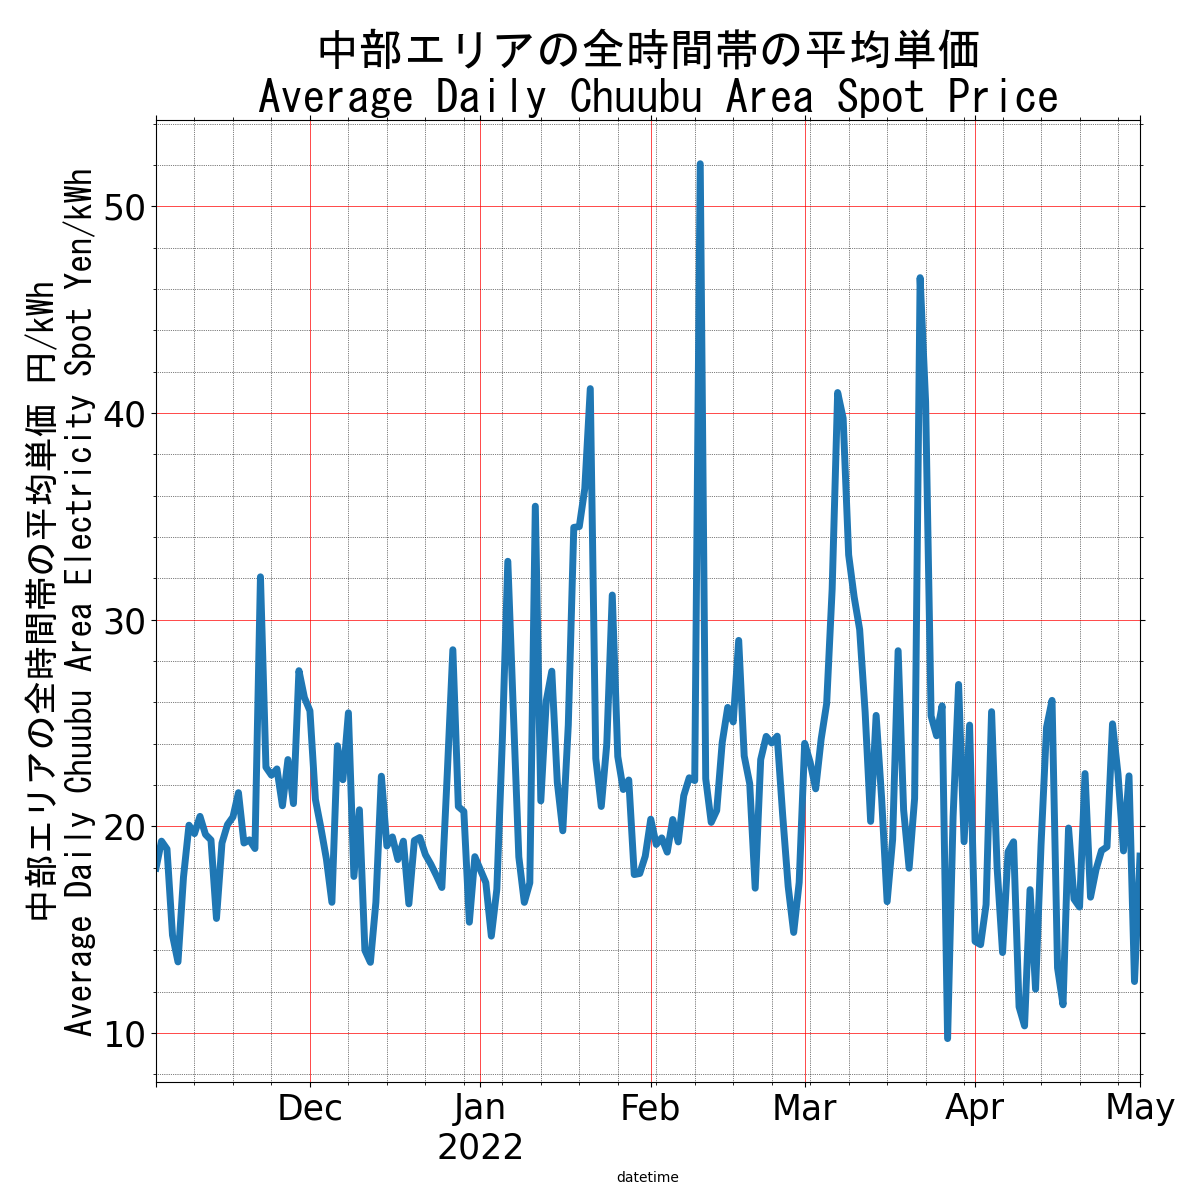 中部エリアの全時間帯の平均単価
Average Daily Chuubu Area Spot Price
中部エリアの全時間帯の平均単価 円/kWh
Average Daily Chuubu Area Electricity Spot Yen/kWh
50
40
30
20
10
Dec Jan Feb Mar Apr May
2022
datetime